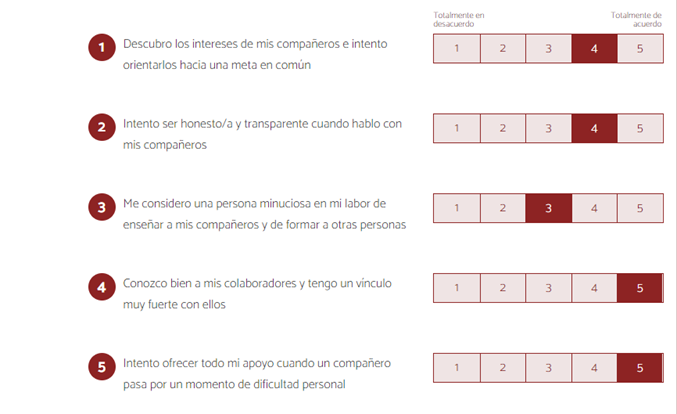 Totalmente en
desacuerdo
Totalmente de
acuerdo
1 Descubro los intereses de mis compañeros e intento
orientarlos hacia una meta en común
1 2 3 4 5
2 Intento ser honesto/a y transparente cuando hablo con
mis compañeros
1 2 3 4 5
3 Me considero una persona minuciosa en mi labor de
enseñar a mis compañeros y de formar a otras personas
1 2 3 4 5
4 Conozco bien a mis colaboradores y tengo un vínculo
muy fuerte con ellos
1 2 3 4 5
5 Intento ofrecer todo mi apoyo cuando un compañero
pasa por un momento de dificultad personal
1 2 3 4 5